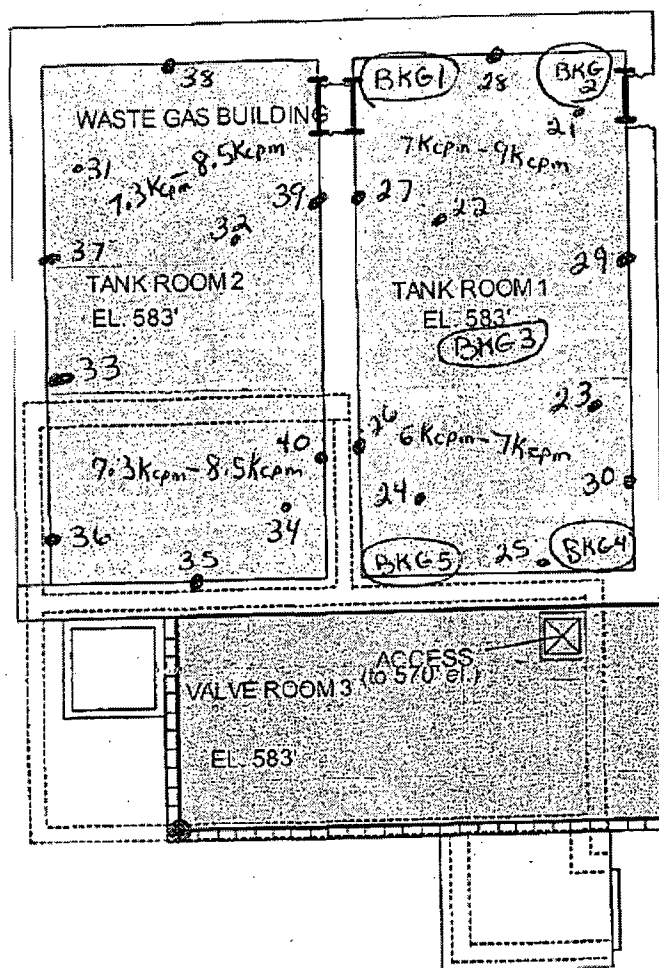 38
28
BKG1
BKG
2
21
WASTE GAS BUILDING
31
7.3Kcpm - 8.5Kcpm
7Kcpm - 9Kcpm
39
27
22
32
37
29
TANK ROOM 2
EL. 583'
TANK ROOM 1
EL. 583'
BKG3
33
23
26
6Kcpm - 7Kcpm
40
7.3Kcpm - 8.5Kcpm
30
24
34
36
35
BKG5
25
BKG4
ACCESS
(to 570' el.)
VALVE ROOM 3
EL. 583'